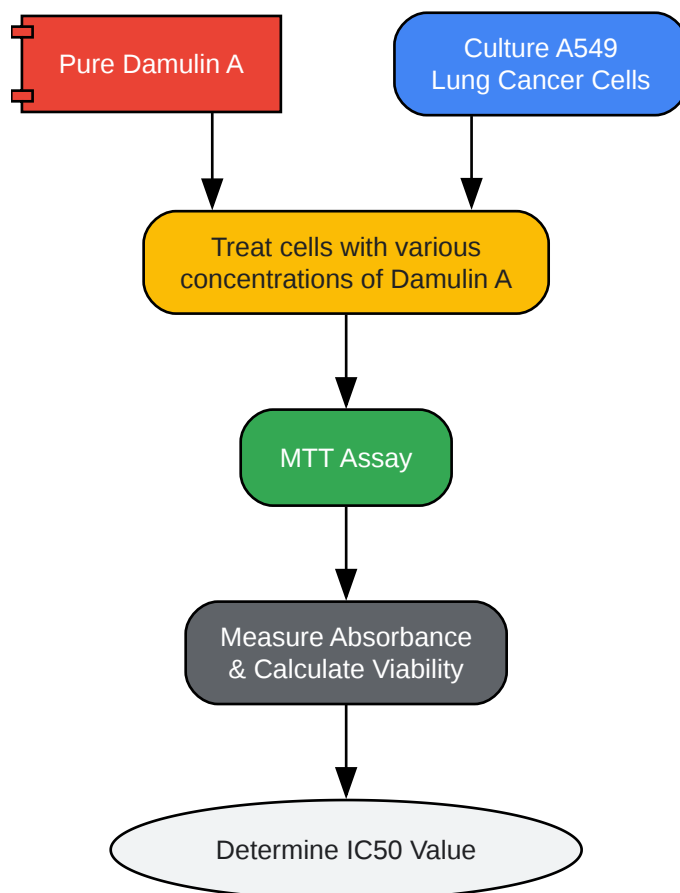 Pure Damulin A
Culture A549
Lung Cancer Cells
Treat cells with various
concentrations of Damulin A
MTT Assay
Measure Absorbance
& Calculate Viability
Determine IC50 Value